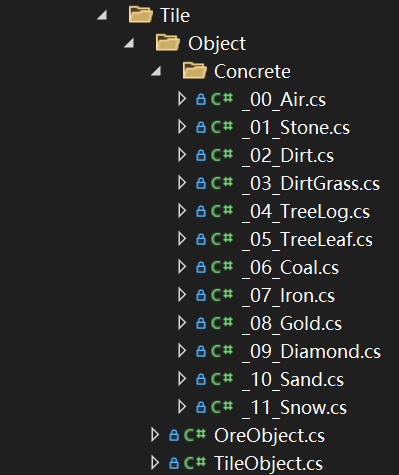 Tile
Object
Concrete
C# _00_Air.cs
C# _01_Stone.cs
C# _02_Dirt.cs
C# _03_DirtGrass.cs
C# _04_TreeLog.cs
C# _05_TreeLeaf.cs
C# _06_Coal.cs
C# _07_Iron.cs
C# _08_Gold.cs
C# _09_Diamond.cs
C# _10_Sand.cs
C# _11_Snow.cs
C# OreObject.cs
C# TileObject.cs